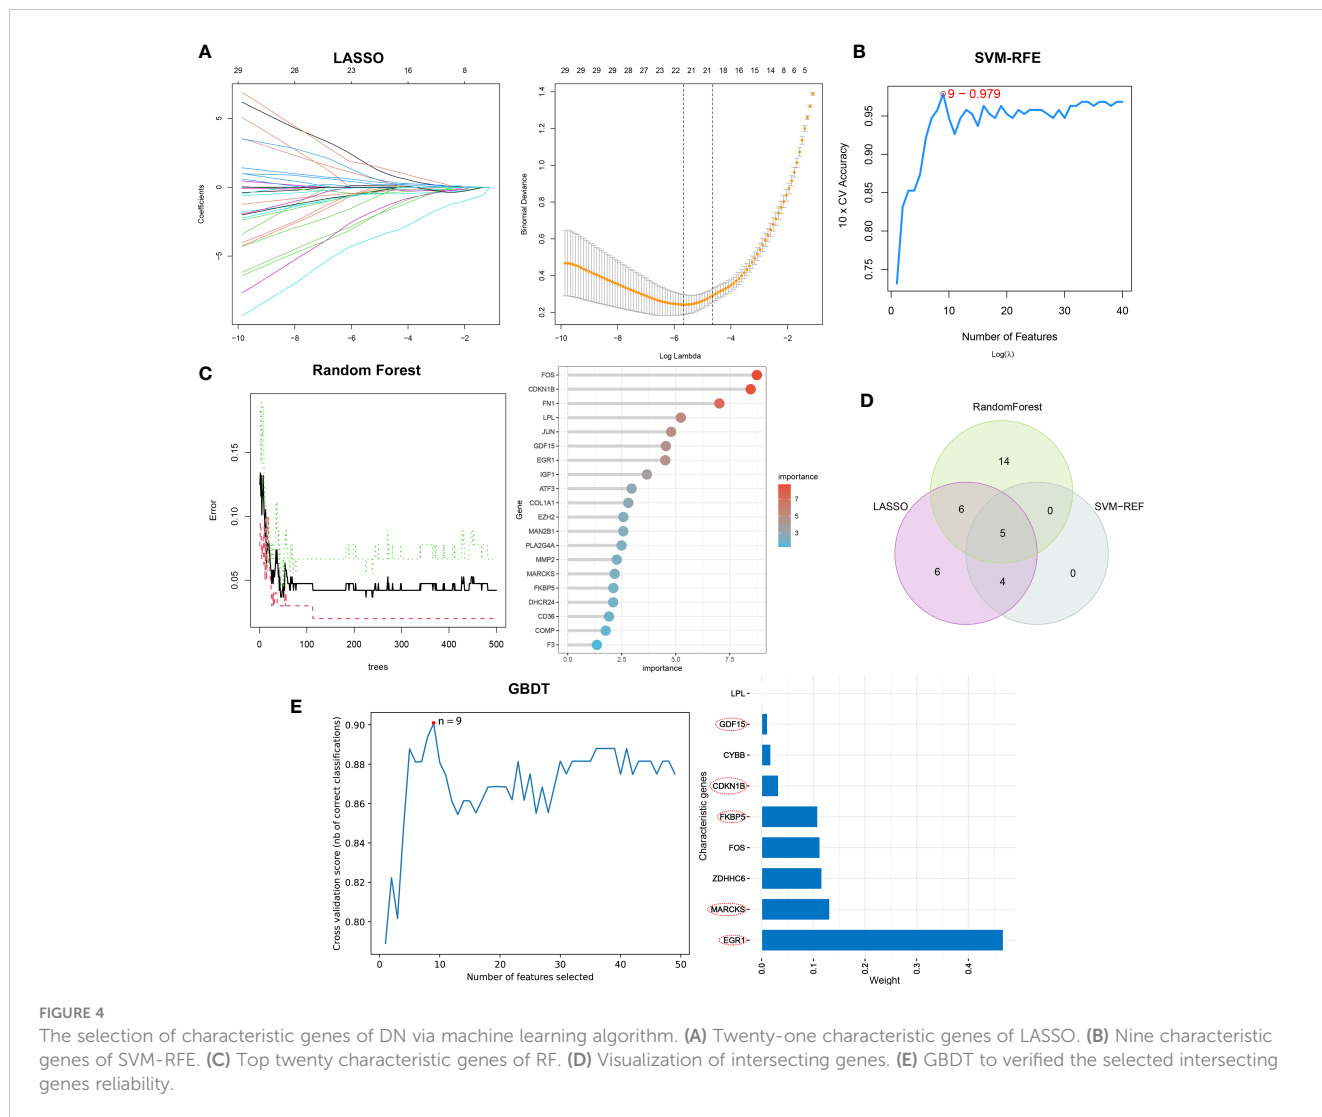 A
LASSO
29 28 23 16 8
5
0
−5
Coefficients
−10 −8 −6 −4 −2
29 29 29 29 28 27 23 22 21 21 18 16 15 14 8 6 5
1.4
1.2
1.0
0.8
0.6
0.4
0.2
Binomial Deviance
−10 −8 −6 −4 −2
Log Lambda
B
SVM-RFE
9 − 0.979
0.95
0.90
0.85
0.80
0.75
10 x CV Accuracy
0 10 20 30 40
Number of Features
Log(λ)
C
Random Forest
0.15
0.10
0.05
Error
0 100 200 300 400 500
trees
FOS
CDKN1B
FN1
LPL
JUN
GDF15
EGR1
IGF1
ATF3
COL1A1
EZH2
MAN2B1
PLA2G4A
MMP2
MARCKS
FKBP5
DHCR24
CD36
COMP
F3
Gene
0.0 2.5 5.0 7.5
importance
importance
7
5
3
D
RandomForest
14
LASSO
6
0
SVM−REF
5
6
4
0
E
GBDT
n = 9
0.90
0.88
0.86
0.84
0.82
0.80
Cross validation score (nb of correct classifications)
0 10 20 30 40 50
Number of features selected
LPL
GDF15
CYBB
CDKN1B
FKBP5
FOS
ZDHHC6
MARCKS
EGR1
Characteristic genes
0.0 0.1 0.2 0.3 0.4
Weight
FIGURE 4
The selection of characteristic genes of DN via machine learning algorithm. (A) Twenty-one characteristic genes of LASSO. (B) Nine characteristic
genes of SVM-RFE. (C) Top twenty characteristic genes of RF. (D) Visualization of intersecting genes. (E) GBDT to verified the selected intersecting
genes reliability.